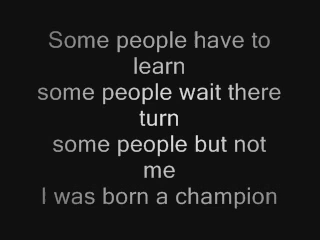 Some people have to
learn
some people wait there
turn
some people but not
me
I was born a champion